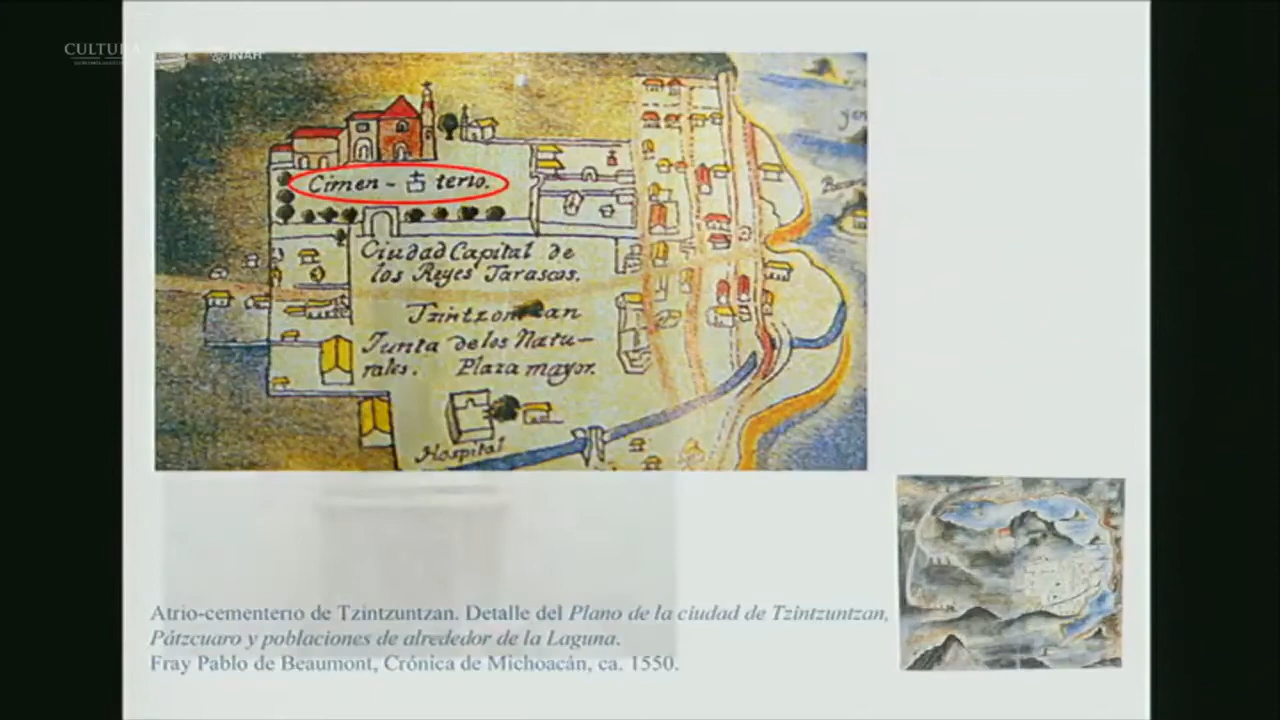 CULTURA
INAH
Cimen - terio.
Ciudad Capital de
los Reyes Tarascos.
Junta de los Natu-
rales. Plaza mayor.
Hospital
Atrio-cementerio de Tzintzuntzan. Detalle del Plano de la ciudad de Tzintzuntzan,
Pátzcuaro y poblaciones de alrededor de la Laguna.
Fray Pablo de Beaumont, Crónica de Michoacán, ca. 1550.